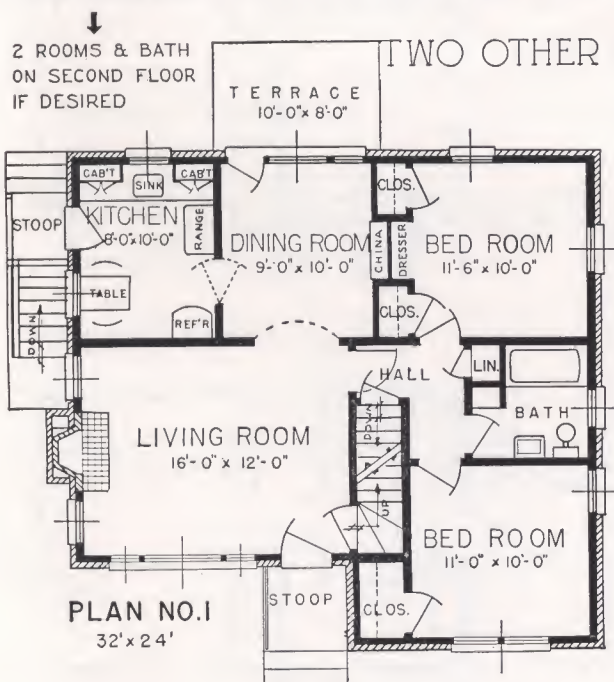 2 ROOMS & BATH
ON SECOND FLOOR
IF DESIRED
TWO OTHER
TERRACE
10'-0" x 8'-0"
CAB'T
SINK
CAB'T
CLOS.
STOOP
KITCHEN
8'-0" x 10'-0"
RANGE
DINING ROOM
9'-0" x 10'-0"
CHINA
DRESSER
BED ROOM
11'-6" x 10'-0"
TABLE
REF'R
CLOS.
DOWN
HALL
LIN.
BATH
LIVING ROOM
16'-0" x 12'-0"
DOWN
UP
BED ROOM
11'-0" x 10'-0"
STOOP
CLOS.
PLAN NO.1
32' x 24'